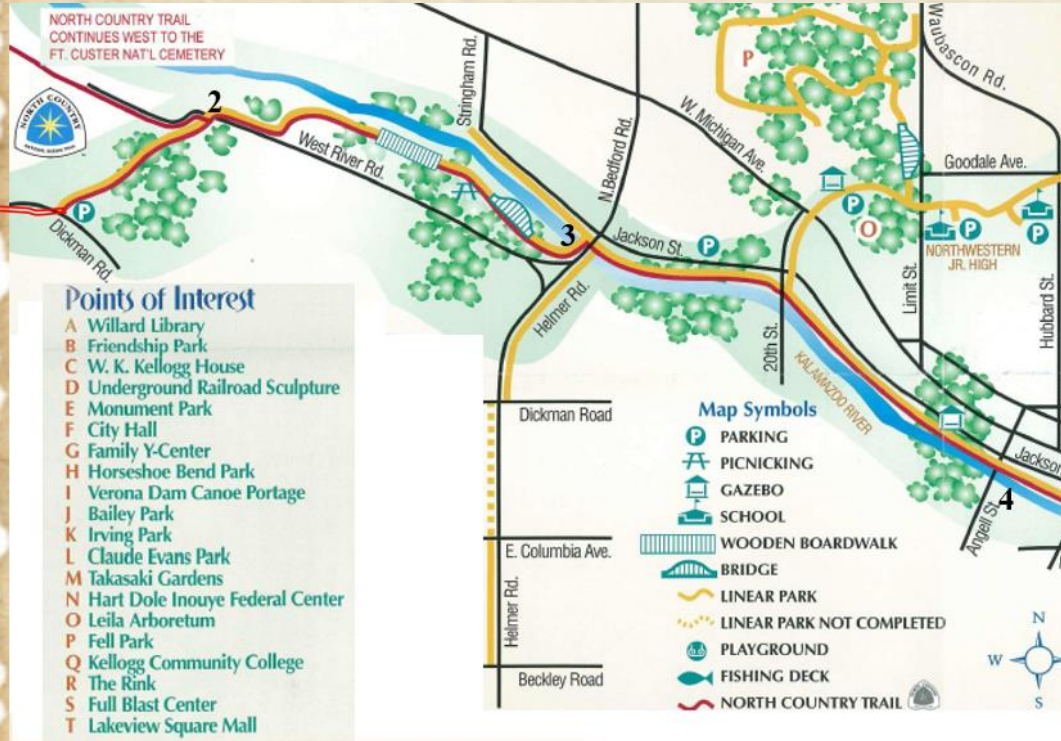 NORTH COUNTRY TRAIL
CONTINUES WEST TO THE
FT. CUSTER NAT'L CEMETERY
NORTH COUNTRY
2
P
Dickman Rd.
West River Rd.
Stringham Rd.
N.Bedford Rd.
3
Helmer Rd.
Jackson St.
P
W. Michigan Ave.
P
Waubascon Rd.
Goodale Ave.
P
O
NORTHWESTERN
JR. HIGH
P
P
Limit St.
Hubbard St.
20th St.
KALAMAZOO RIVER
Jackson
4
Angell St.
Points of Interest
A Willard Library
B Friendship Park
C W. K. Kellogg House
D Underground Railroad Sculpture
E Monument Park
F City Hall
G Family Y-Center
H Horseshoe Bend Park
I Verona Dam Canoe Portage
J Bailey Park
K Irving Park
L Claude Evans Park
M Takasaki Gardens
N Hart Dole Inouye Federal Center
O Leila Arboretum
P Fell Park
Q Kellogg Community College
R The Rink
S Full Blast Center
T Lakeview Square Mall
Dickman Road
E. Columbia Ave.
Helmer Rd.
Beckley Road
Map Symbols
P PARKING
PICNICKING
GAZEBO
SCHOOL
WOODEN BOARDWALK
BRIDGE
LINEAR PARK
LINEAR PARK NOT COMPLETED
PLAYGROUND
FISHING DECK
NORTH COUNTRY TRAIL
N
W
S